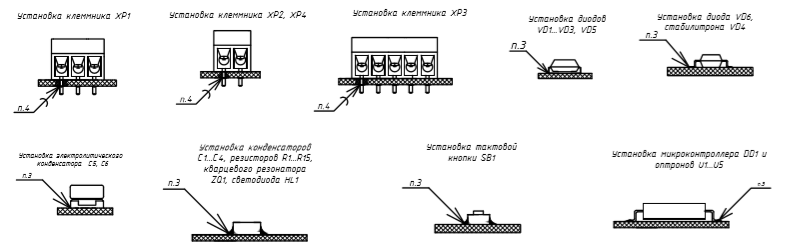 Установка клеммника XP1
Установка клеммника XP2, XP4
Установка клеммника XP3
Установка диодов
VD1...VD3, VD5
Установка диода VD6,
стабилитрона VD4
п.4
п.4
п.4
п.3
п.3
Установка электролитического
конденсатора C5, C6
Установка конденсаторов
C1...C4, резисторов R1...R15,
кварцевого резонатора
ZQ1, светодиода HL1
Установка тактовой
кнопки SB1
Установка микроконтроллера DD1 и
оптронов U1...U5
п.3
п.3
п.3
п.3